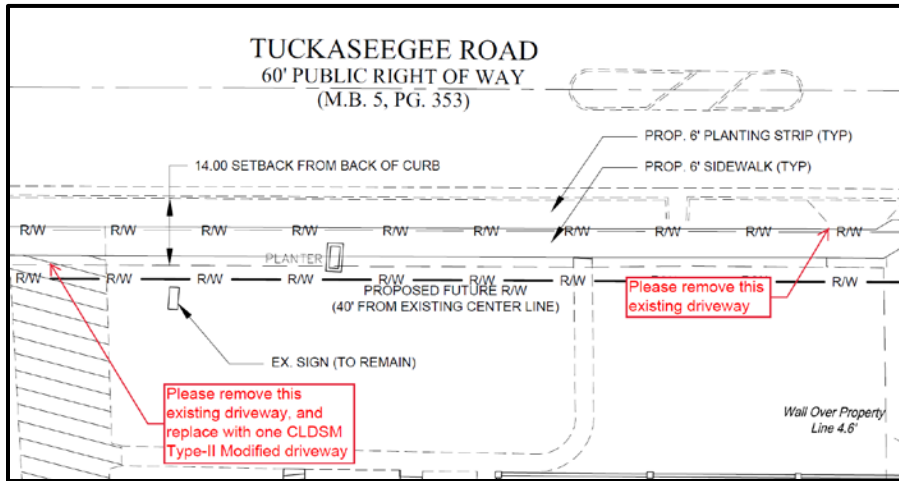 TUCKASEEGEE ROAD
60' PUBLIC RIGHT OF WAY
(M.B. 5, PG. 353)
PROP. 6' PLANTING STRIP (TYP)
14.00 SETBACK FROM BACK OF CURB
PROP. 6' SIDEWALK (TYP)
R/W R/W R/W R/W R/W R/W R/W R/W R/W R/W
PLANTER
R/W R/W R/W R/W R/W R/W R/W R/W
PROPOSED FUTURE R/W
(40' FROM EXISTING CENTER LINE)
Please remove this
existing driveway
EX. SIGN (TO REMAIN)
Please remove this
existing driveway, and
replace with one CLDSM
Type-II Modified driveway
Wall Over Property
Line 4.6'